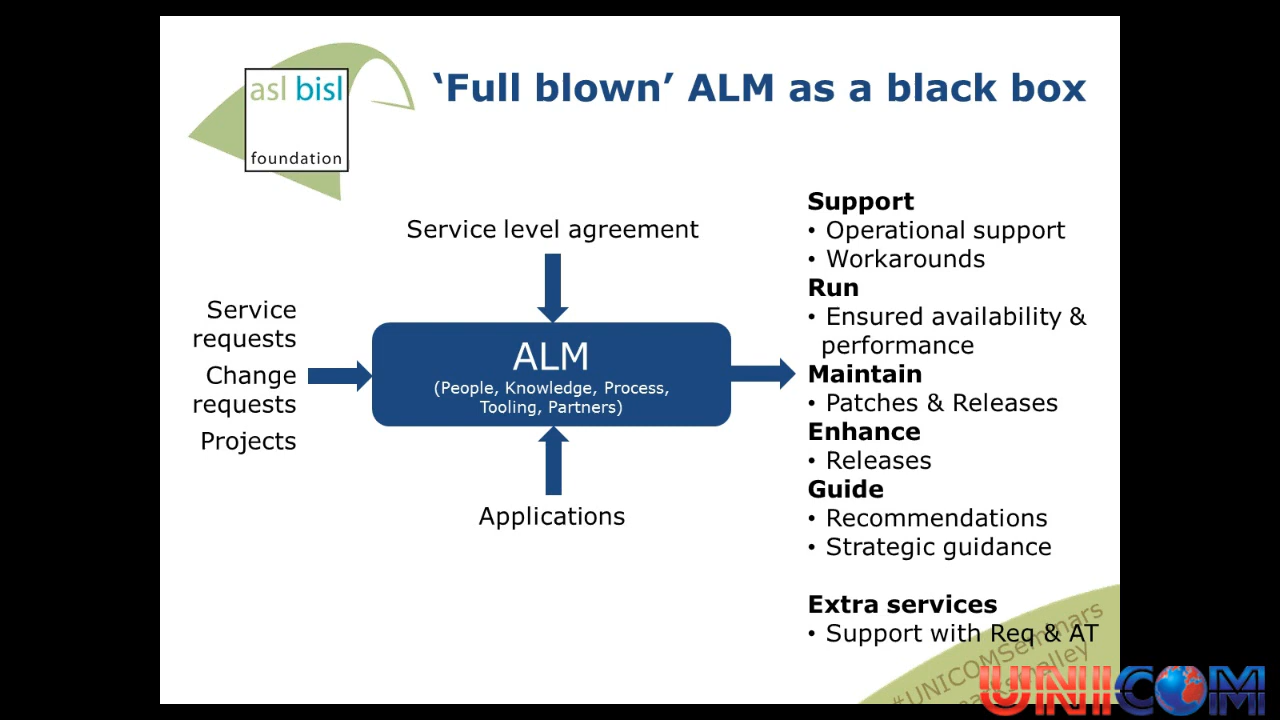 asl bisl
foundation
‘Full blown’ ALM as a black box
Service level agreement
Service
requests
Change
requests
Projects
ALM
(People, Knowledge, Process,
Tooling, Partners)
Applications
Support
• Operational support
• Workarounds
Run
• Ensured availability &
performance
Maintain
• Patches & Releases
Enhance
• Releases
Guide
• Recommendations
• Strategic guidance
Extra services
• Support with Req & AT
#UNICOMSeminars
UNICOM